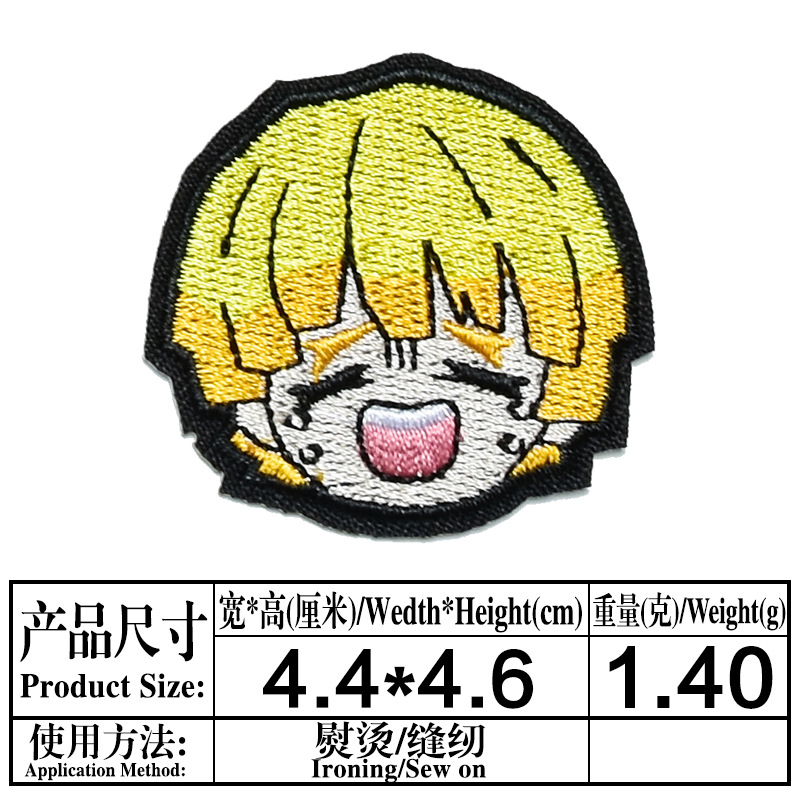 产品尺寸
Product Size:
宽*高(厘米)/Wedth*Height(cm)
重量(克)/Weight(g)
4.4*4.6
1.40
使用方法:
Application Method:
熨烫/缝纫
Ironing/Sew on